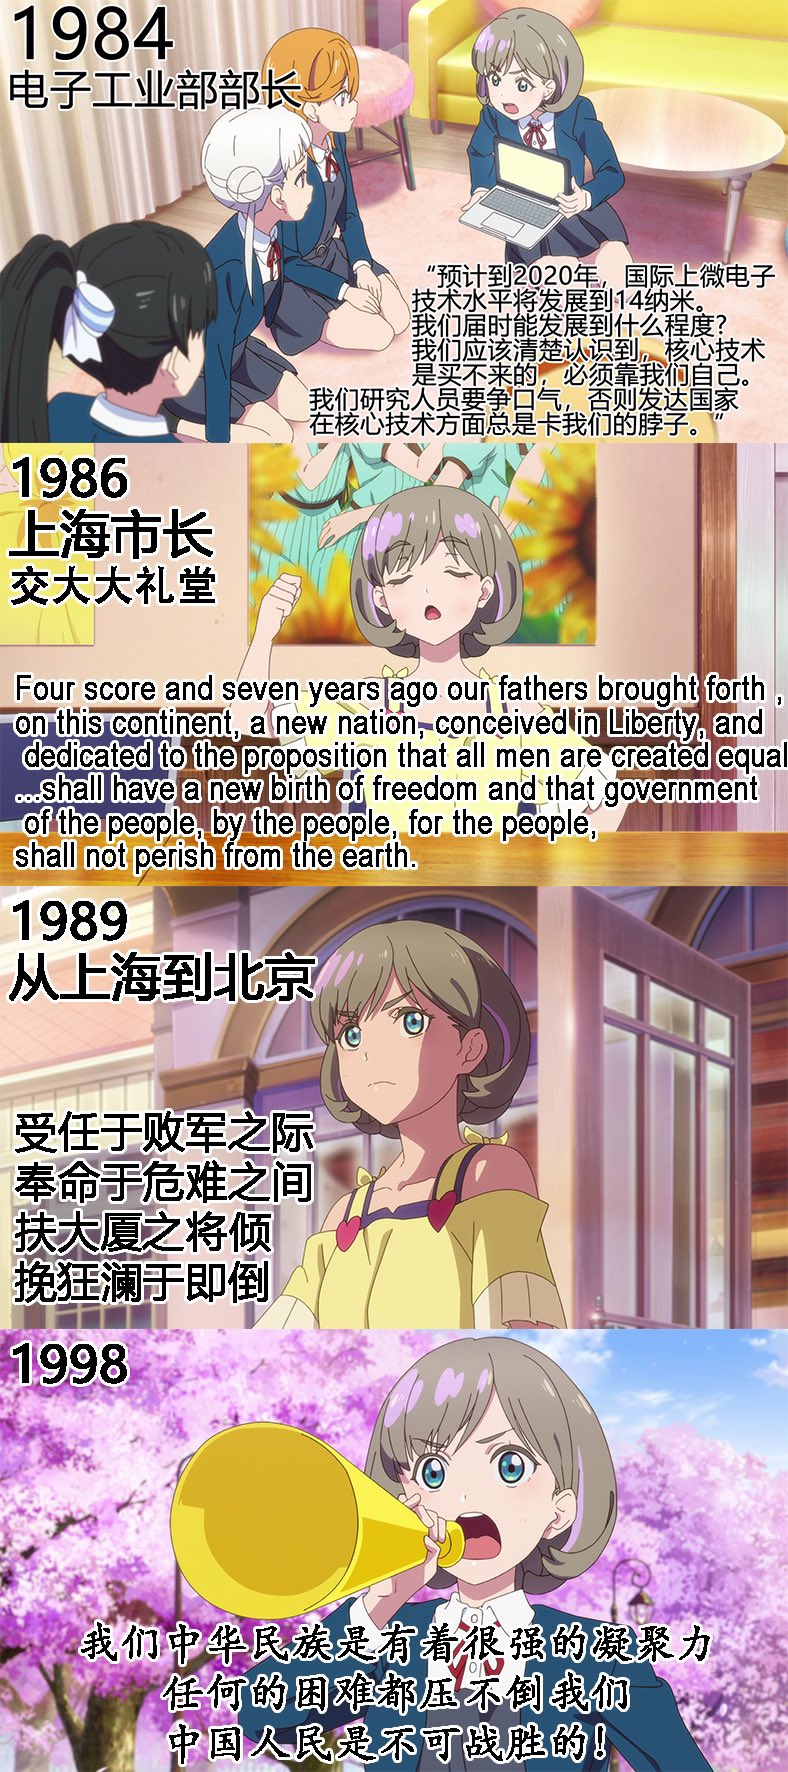 1984
电子工业部部长
“预计到2020年，国际上微电子
技术水平将发展到14纳米。
我们届时能发展到什么程度?
我们应该清楚认识到，核心技术
是买不来的，必须靠我们自己。
我们研究人员要争口气，否则发达国家
在核心技术方面总是卡我们的脖子。”
1986
上海市长
交大大礼堂
Four score and seven years ago our fathers brought forth ,
on this continent, a new nation, conceived in Liberty, and
dedicated to the proposition that all men are created equal
...shall have a new birth of freedom and that government
of the people, by the people, for the people,
shall not perish from the earth.
1989
从上海到北京
受任于败军之际
奉命于危难之间
扶大厦之将倾
挽狂澜于即倒
1998
我们中华民族是有着很强的凝聚力
任何的困难都压不倒我们
中国人民是不可战胜的!